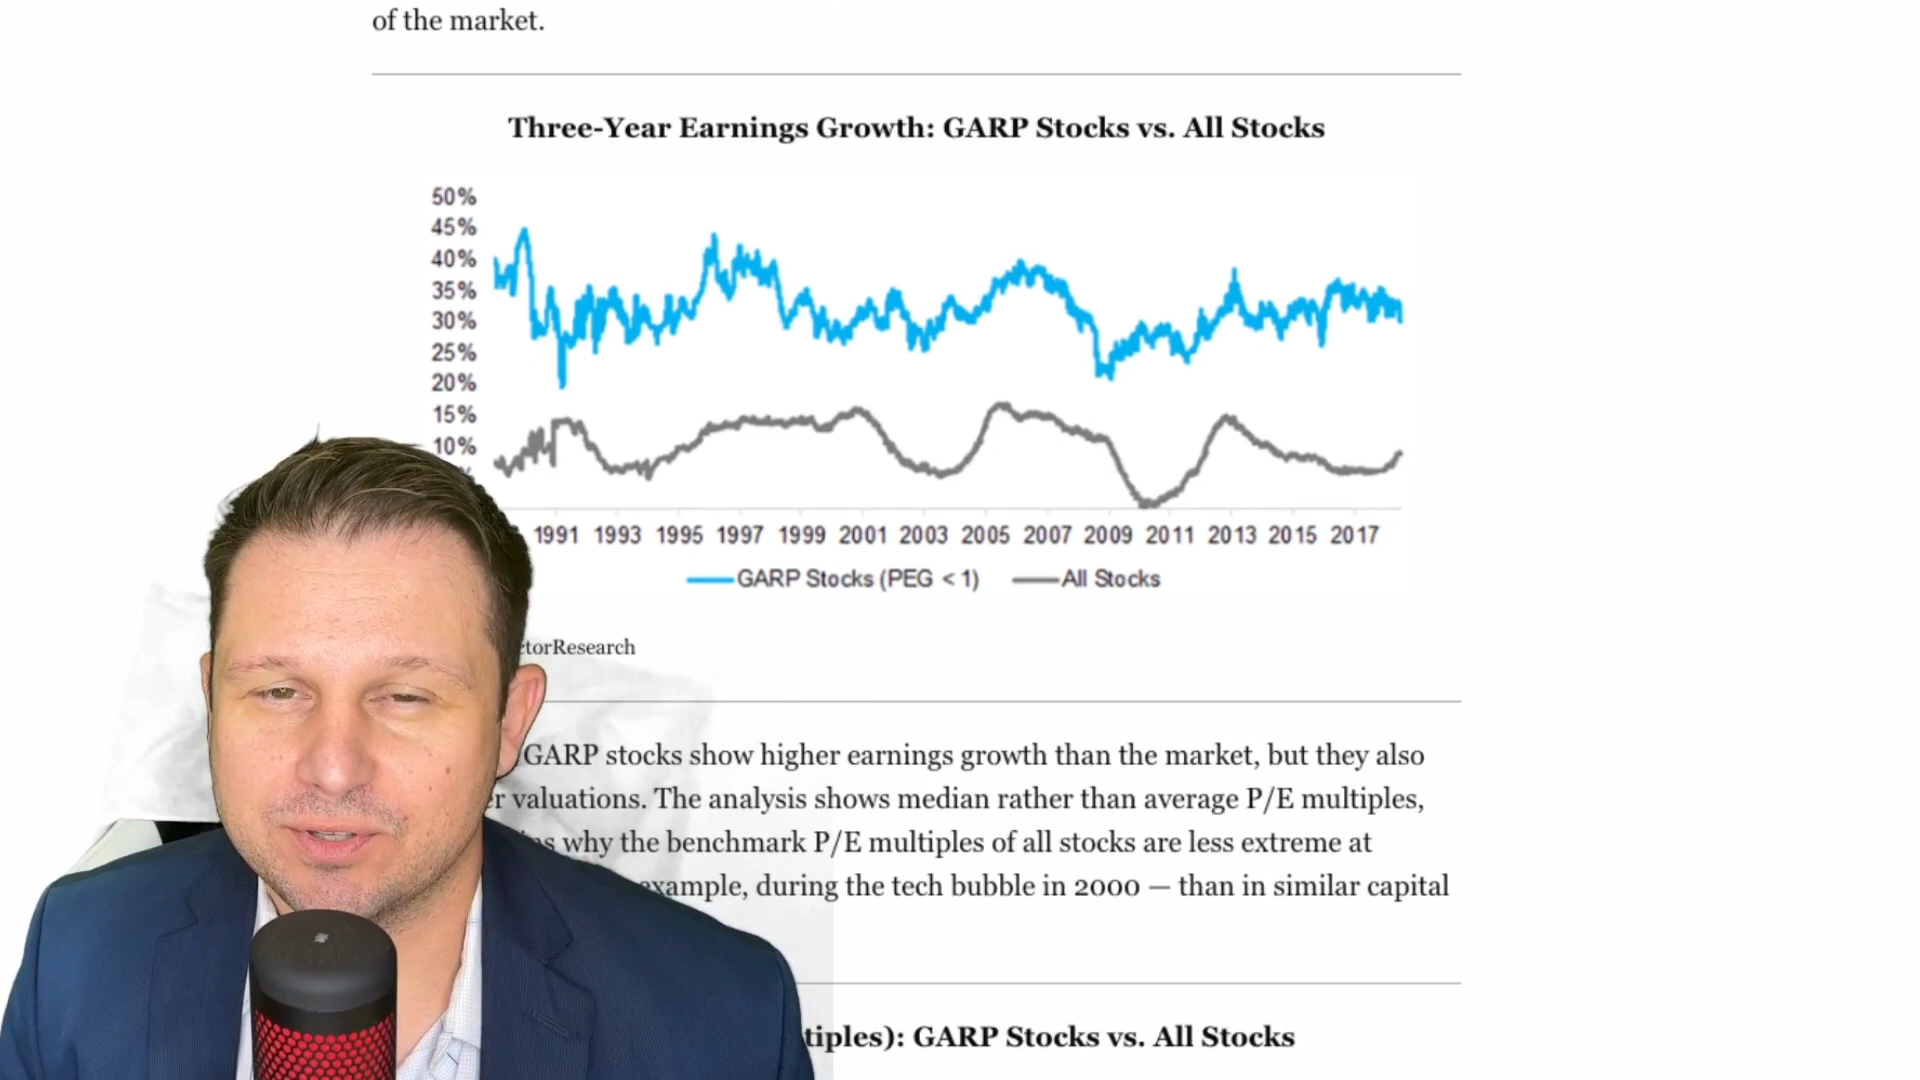 of the market.
Three-Year Earnings Growth: GARP Stocks vs. All Stocks
50%
45%
40%
35%
30%
25%
20%
15%
10%
1991 1993 1995 1997 1999 2001 2003 2005 2007 2009 2011 2013 2015 2017
GARP Stocks (PEG < 1) All Stocks
GARP stocks show higher earnings growth than the market, but they also
valuations. The analysis shows median rather than average P/E multiples,
why the benchmark P/E multiples of all stocks are less extreme at
example, during the tech bubble in 2000 — than in similar capital
GARP Stocks vs. All Stocks